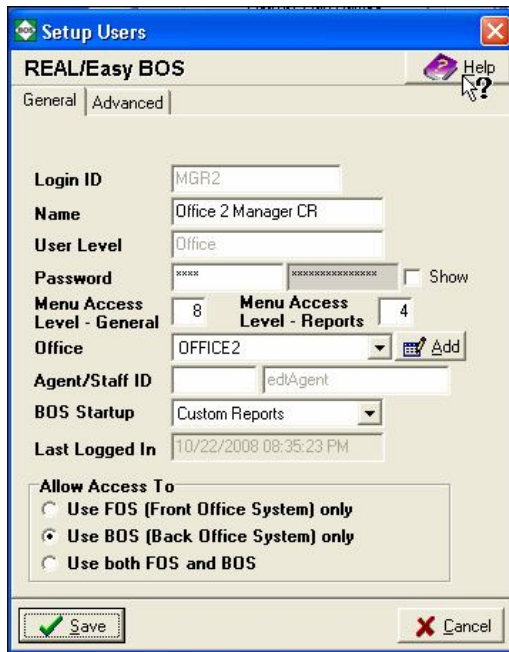 BOS Setup Users
REAL/Easy BOS Help
General Advanced
Login ID MGR2
Name Office 2 Manager CR
User Level Office
Password **** *************** Show
Menu Access Level - General 8 Menu Access Level - Reports 4
Office OFFICE2 Add
Agent/Staff ID edtAgent
BOS Startup Custom Reports
Last Logged In 10/22/2008 08:35:23 PM
Allow Access To
Use FOS (Front Office System) only
Use BOS (Back Office System) only
Use both FOS and BOS
Save Cancel